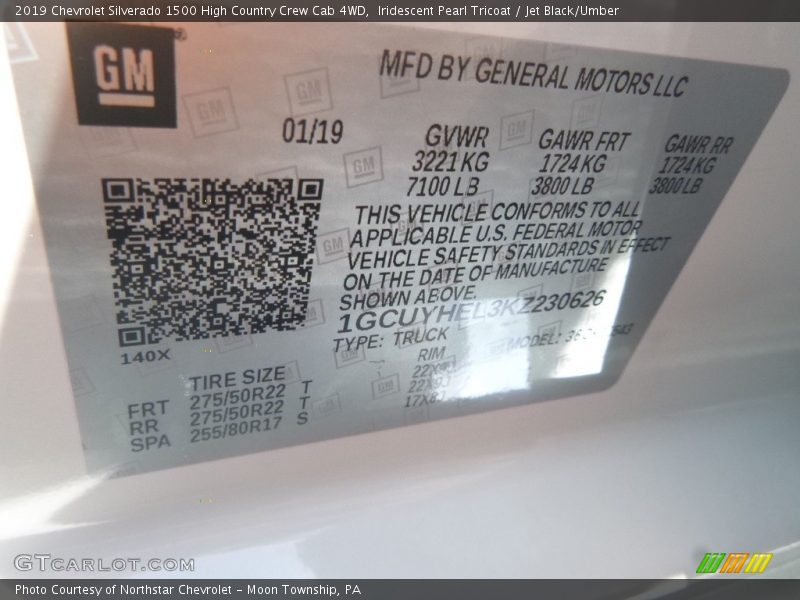 2019 Chevrolet Silverado 1500 High Country Crew Cab 4WD, Iridescent Pearl Tricoat / Jet Black/Umber
GM
MFD BY GENERAL MOTORS LLC
01/19
GVWR GAWR FRT GAWR RR
3221 KG 1724 KG 1724 KG
7100 LB 3800 LB 3800 LB
THIS VEHICLE CONFORMS TO ALL
APPLICABLE U.S. FEDERAL MOTOR
VEHICLE SAFETY STANDARDS IN EFFECT
ON THE DATE OF MANUFACTURE
SHOWN ABOVE.
1GCUYHEL3KZ230626
TYPE: TRUCK MODEL:
140X
TIRE SIZE RIM
FRT 275/50R22 T
RR 275/50R22 T
SPA 255/80R17 S
GTCARLOT.COM
Photo Courtesy of Northstar Chevrolet - Moon Township, PA